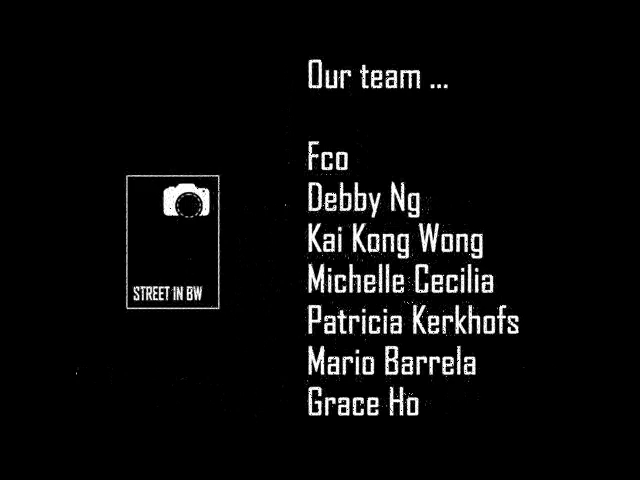 Our team ...
Fco
Debby Ng
Kai Kong Wong
Michelle Cecilia
Patricia Kerkhofs
Mario Barrela
Grace Ho
STREET IN BW